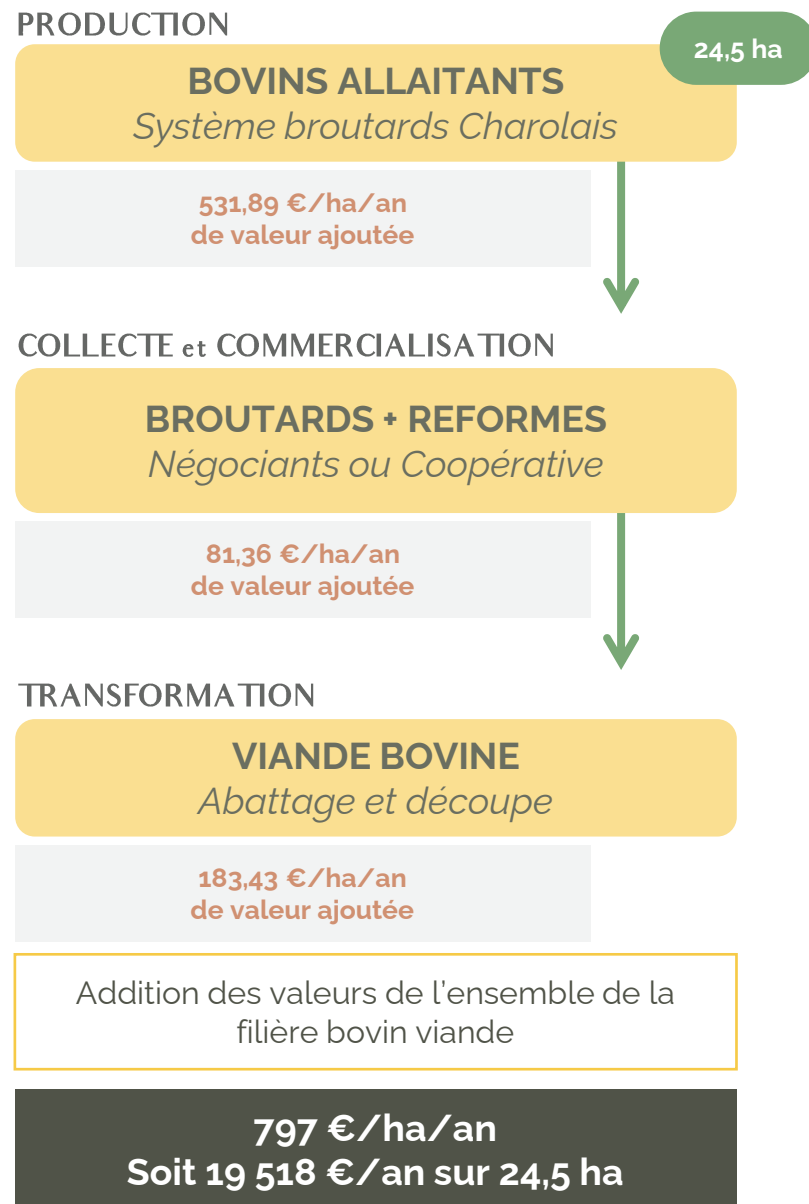 PRODUCTION
24,5 ha
BOVINS ALLAITANTS
Système broutards Charolais
531,89 €/ha/an
de valeur ajoutée
COLLECTE et COMMERCIALISATION
BROUTARDS + REFORMES
Négociants ou Coopérative
81,36 €/ha/an
de valeur ajoutée
TRANSFORMATION
VIANDE BOVINE
Abattage et découpe
183,43 €/ha/an
de valeur ajoutée
Addition des valeurs de l'ensemble de la
filière bovin viande
797 €/ha/an
Soit 19 518 €/an sur 24,5 ha